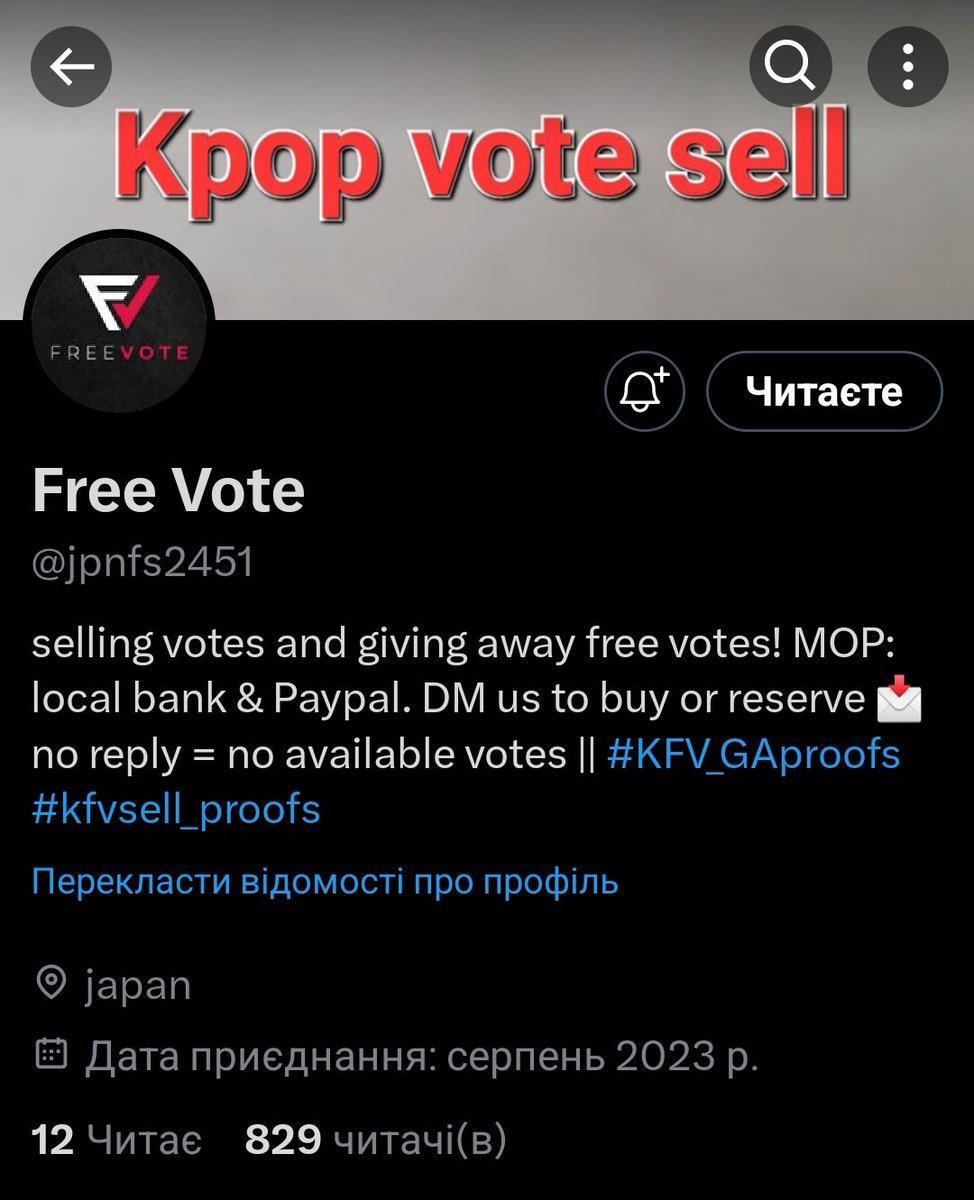 Kpop vote sell
FREEVOTE
Читаєте
Free Vote
@jpnfs2451
selling votes and giving away free votes! MOP:
local bank & Paypal. DM us to buy or reserve 📩
no reply = no available votes || #KFV_GAproofs
#kfvsell_proofs
Перекласти відомості про профіль
japan
Дата приєднання: серпень 2023 р.
12 Читає 829 читачі(в)